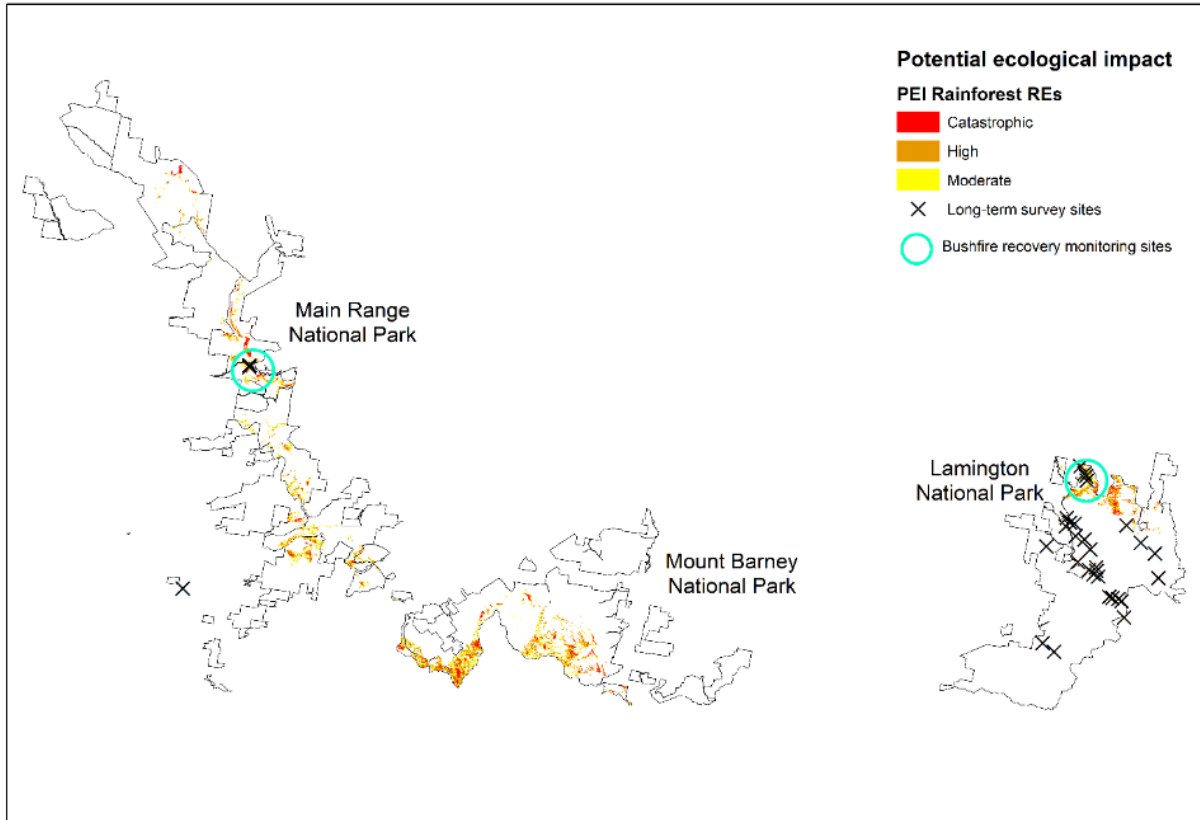 Potential ecological impact
PEI Rainforest REs
Catastrophic
High
Moderate
Long-term survey sites
Bushfire recovery monitoring sites
Main Range
National Park
Lamington
National Park
Mount Barney
National Park